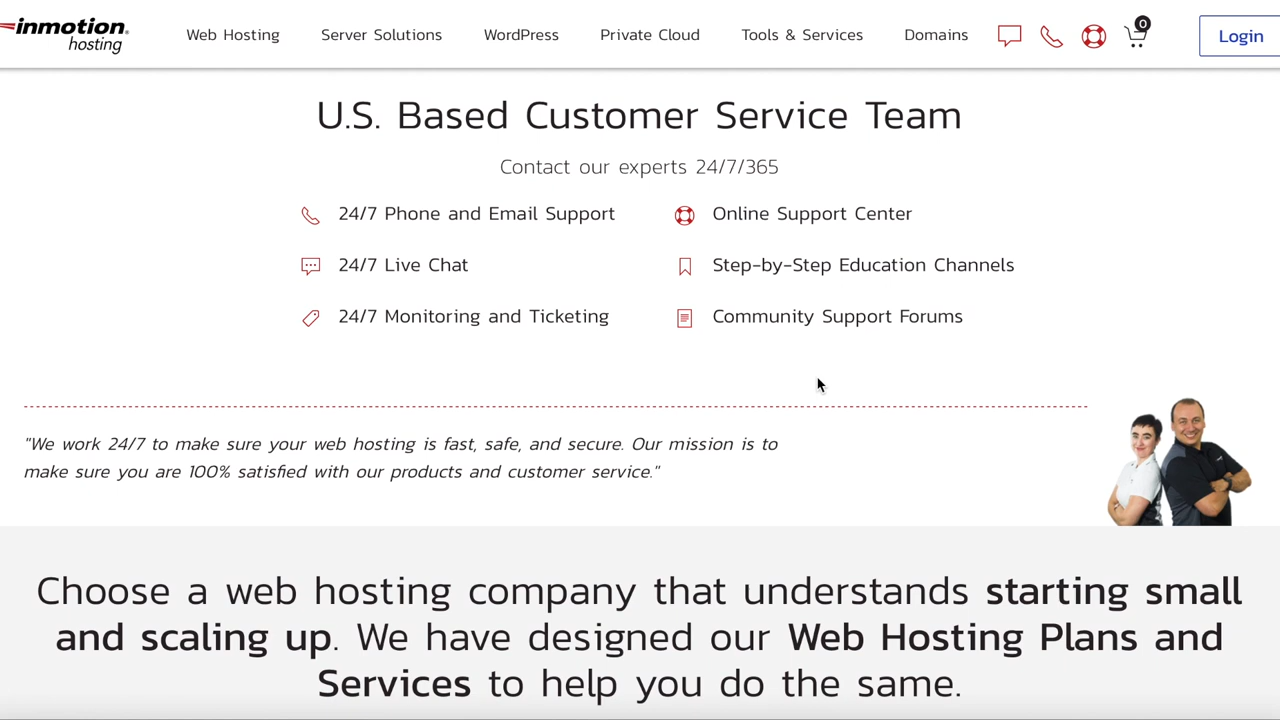 inmotion
hosting
Web Hosting
Server Solutions
WordPress
Private Cloud
Tools & Services
Domains
0
Login
U.S. Based Customer Service Team
Contact our experts 24/7/365
24/7 Phone and Email Support
Online Support Center
24/7 Live Chat
Step-by-Step Education Channels
24/7 Monitoring and Ticketing
Community Support Forums
"We work 24/7 to make sure your web hosting is fast, safe, and secure. Our mission is to
make sure you are 100% satisfied with our products and customer service."
Choose a web hosting company that understands starting small
and scaling up. We have designed our Web Hosting Plans and
Services to help you do the same.